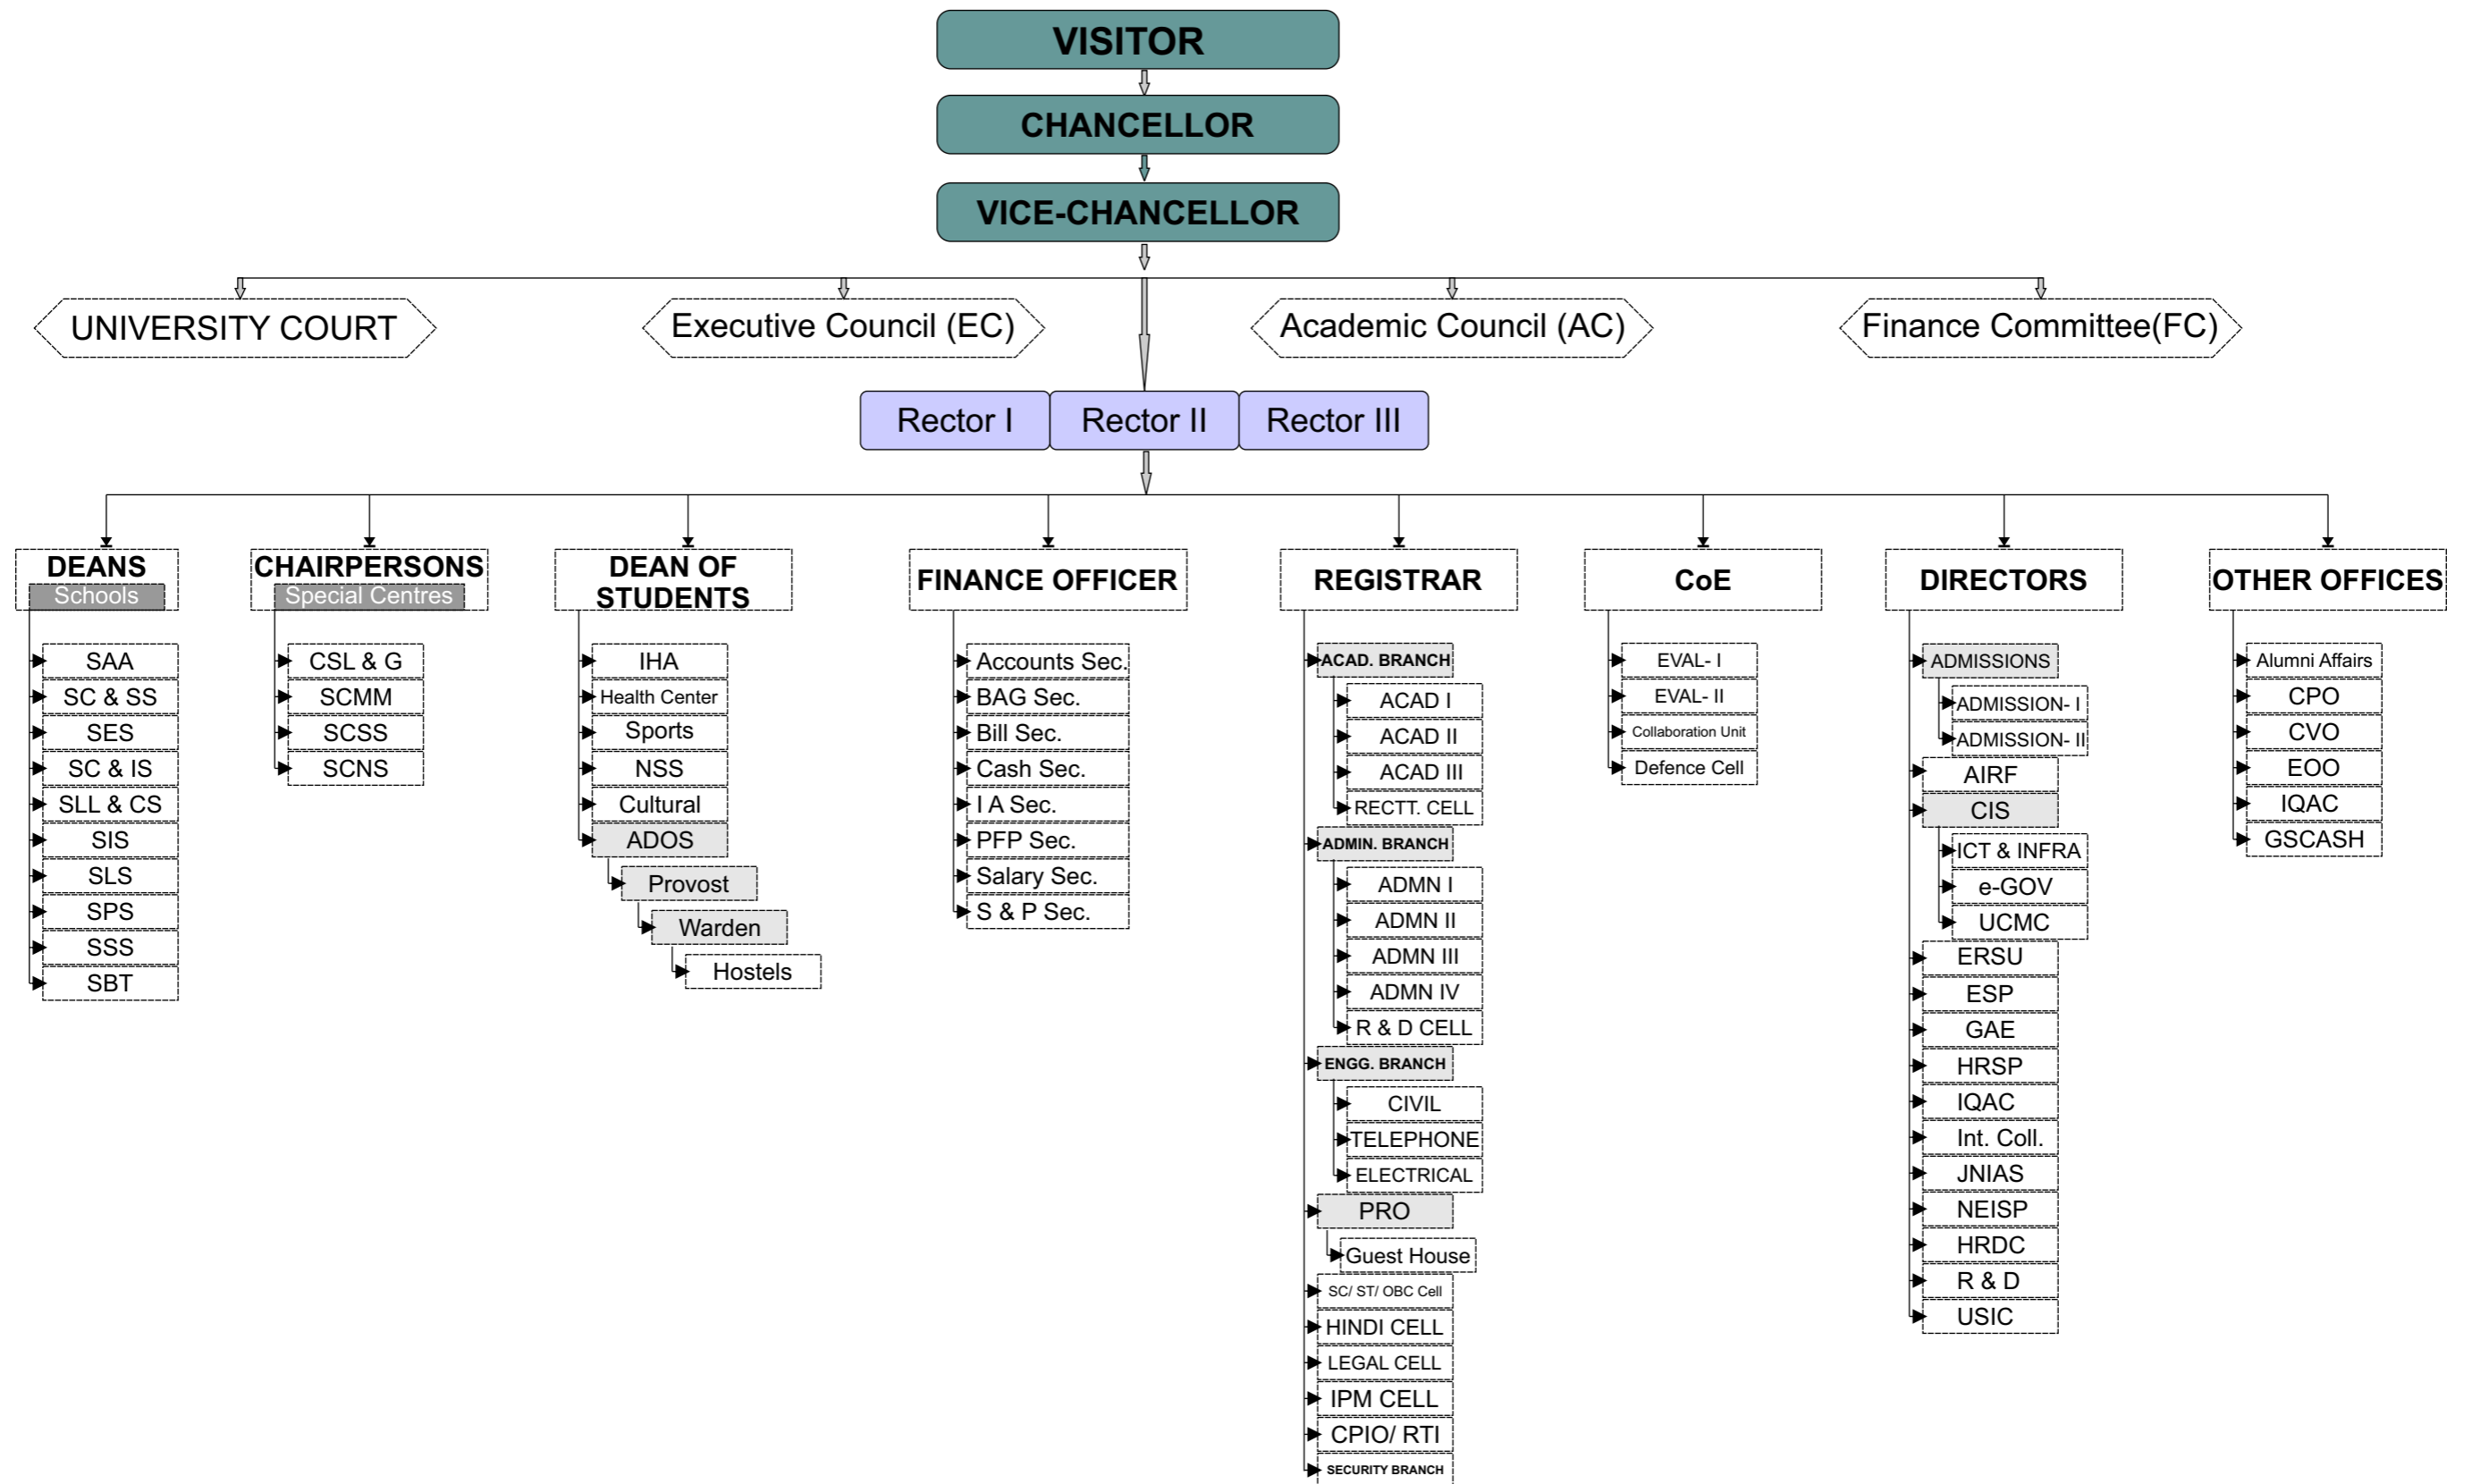 VISITOR
CHANCELLOR
VICE-CHANCELLOR
UNIVERSITY COURT
Executive Council (EC)
Academic Council (AC)
Finance Committee(FC)
Rector I
Rector II
Rector III
DEANS
Schools
SAA
SC & SS
SES
SC & IS
SLL & CS
SIS
SLS
SPS
SSS
SBT
CHAIRPERSONS
Special Centres
CSL & G
SCMM
SCSS
SCNS
DEAN OF
STUDENTS
IHA
Health Center
Sports
NSS
Cultural
ADOS
Provost
Warden
Hostels
FINANCE OFFICER
Accounts Sec.
BAG Sec.
Bill Sec.
Cash Sec.
I A Sec.
PFP Sec.
Salary Sec.
S & P Sec.
REGISTRAR
ACAD. BRANCH
ACAD I
ACAD II
ACAD III
RECTT. CELL
ADMIN. BRANCH
ADMN I
ADMN II
ADMN III
ADMN IV
R & D CELL
ENGG. BRANCH
CIVIL
TELEPHONE
ELECTRICAL
PRO
Guest House
SC/ ST/ OBC Cell
HINDI CELL
LEGAL CELL
IPM CELL
CPIO/ RTI
SECURITY BRANCH
CoE
EVAL- I
EVAL- II
Collaboration Unit
Defence Cell
DIRECTORS
ADMISSIONS
ADMISSION- I
ADMISSION- II
AIRF
CIS
ICT & INFRA
e-GOV
UCMC
ERSU
ESP
GAE
HRSP
IQAC
Int. Coll.
JNIAS
NEISP
HRDC
R & D
USIC
OTHER OFFICES
Alumni Affairs
CPO
CVO
EOO
IQAC
GSCASH